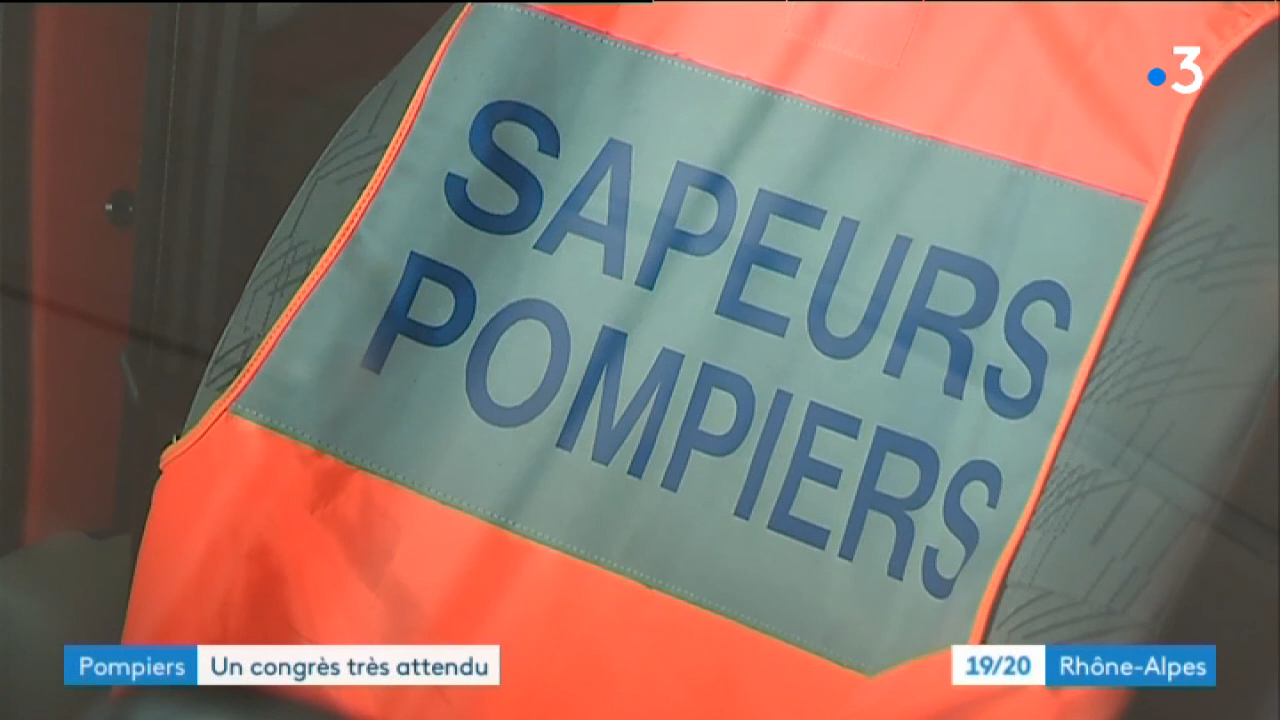 3
SAPEURS
POMPIERS
Pompiers Un congrès très attendu
19/20 Rhône-Alpes